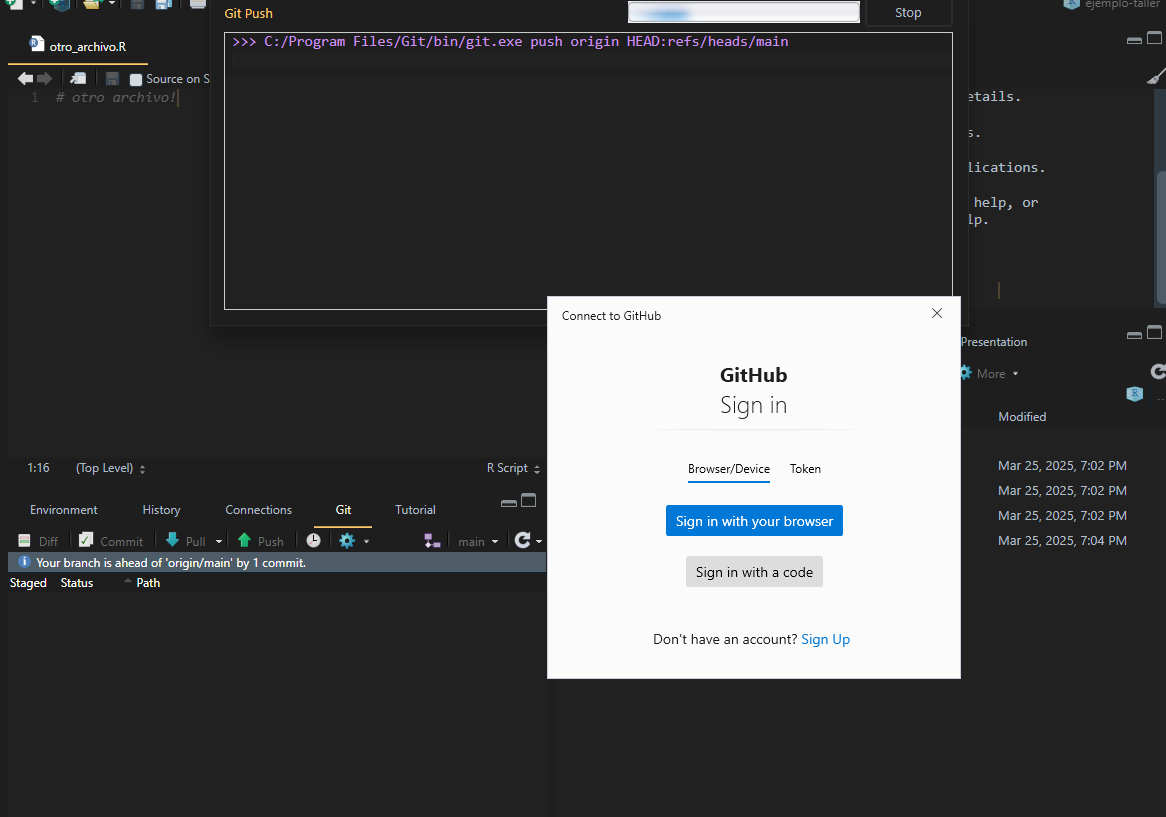 Git Push
Stop
ejemplo-taller
>>> C:/Program Files/Git/bin/git.exe push origin HEAD:refs/heads/main
otro_archivo.R
Source on S
1 # otro archivo!
etails.
s.
lications.
help, or
lp.
1:16 (Top Level) R Script
Environment History Connections Git Tutorial
Diff Commit Pull Push main
Your branch is ahead of 'origin/main' by 1 commit.
Staged Status Path
Connect to GitHub
GitHub
Sign in
Browser/Device Token
Sign in with your browser
Sign in with a code
Don't have an account? Sign Up
Presentation
More
Modified
Mar 25, 2025, 7:02 PM
Mar 25, 2025, 7:02 PM
Mar 25, 2025, 7:02 PM
Mar 25, 2025, 7:04 PM